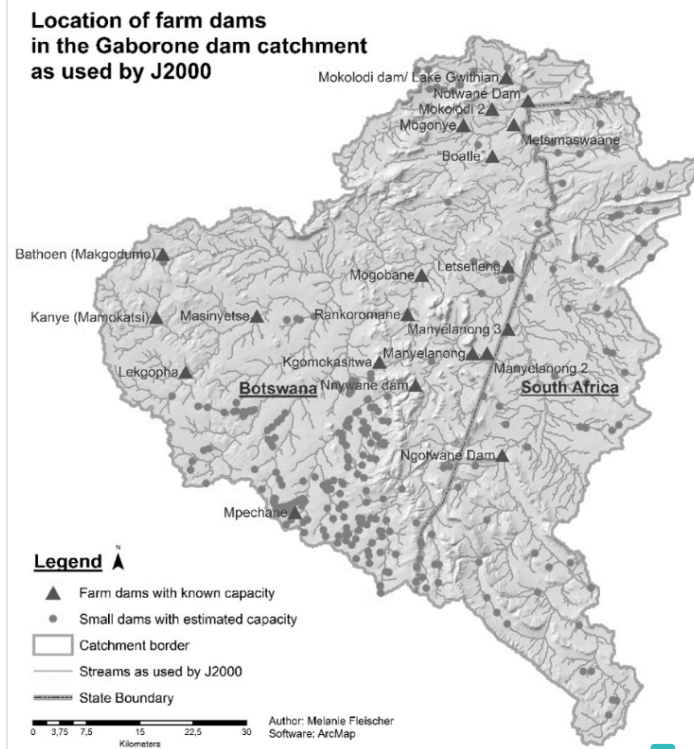 Location of farm dams
in the Gaborone dam catchment
as used by J2000
Mokolodi dam/ Lake Gwithian
Notwane Dam
Mokolodi 2
Mogonye
Metsimaswaane
"Boatle"
Bathoen (Makgodumo)
Letsetleng
Mogobane
Kanye (Mamokatsi)
Masinyetse
Rankoromane
Manyelanong 3
Kgomokasitwa
Manyelanong
Manyelanong 2
Lekgopha
Botswana
Nnywane dam
South Africa
Ngotwane Dam
Mpechane
Legend
N
Farm dams with known capacity
Small dams with estimated capacity
Catchment border
Streams as used by J2000
State Boundary
0 3,75 7,5 15 22,5 30
Kilometers
Author: Melanie Fleischer
Software: ArcMap